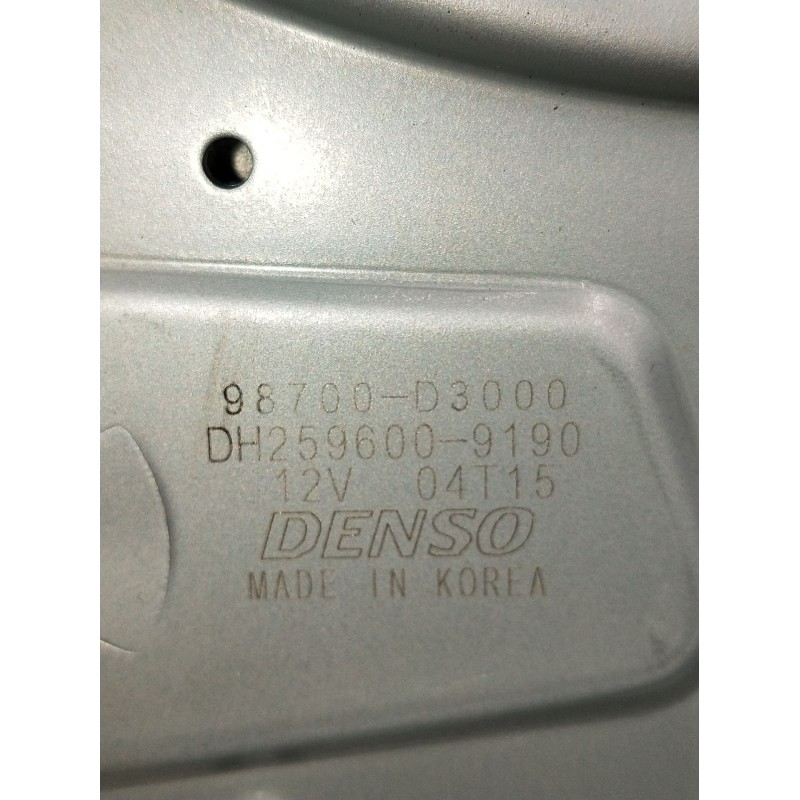 98700-D3000
DH259600-9190
12V 04T15
DENSO
MADE IN KOREA